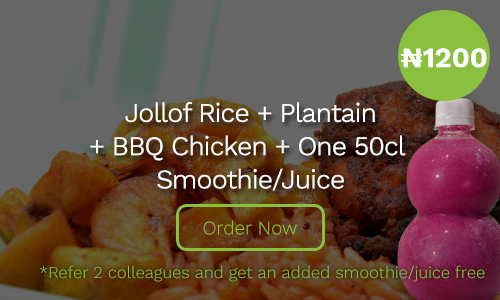 ₦1200
Jollof Rice + Plantain
+ BBQ Chicken + One 50cl
Smoothie/Juice
Order Now
*Refer 2 colleagues and get an added smoothie/juice free